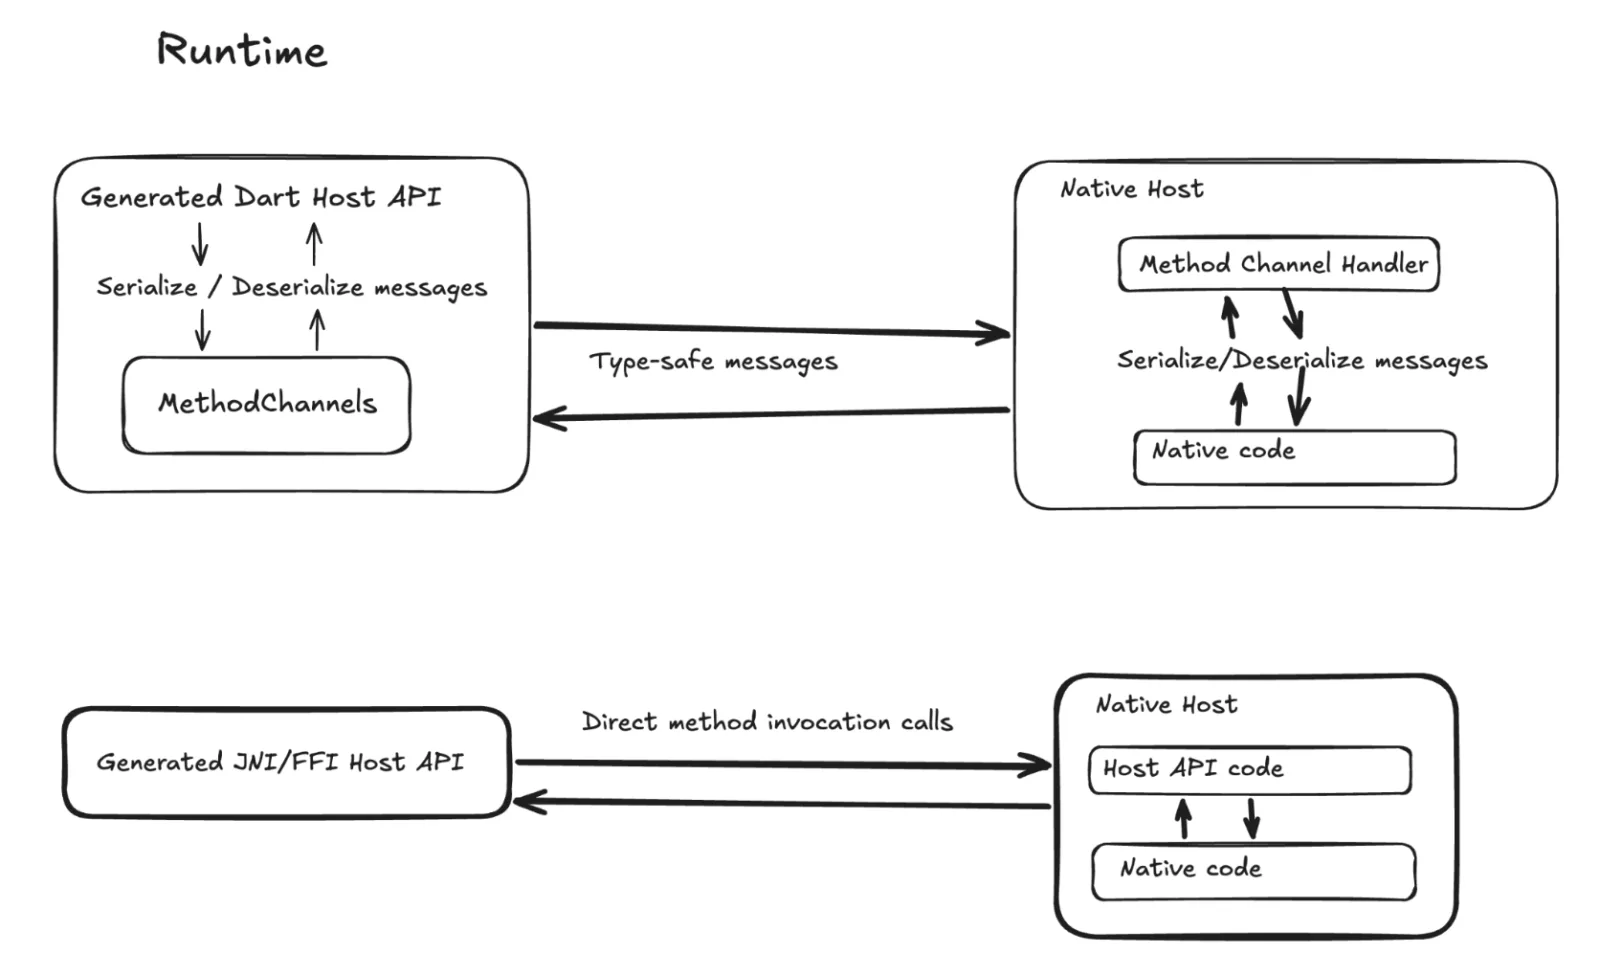 Runtime
Generated Dart Host API
Serialize / Deserialize messages
MethodChannels
Type-safe messages
Native Host
Method Channel Handler
Serialize/Deserialize messages
Native code
Generated JNI/FFI Host API
Direct method invocation calls
Native Host
Host API code
Native code